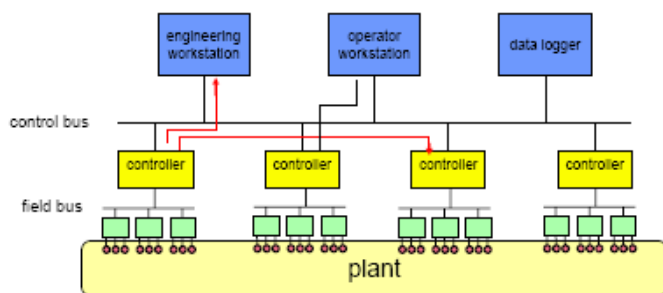 engineering
workstation
operator
workstation
data logger
control bus
controller
controller
controller
controller
field bus
plant